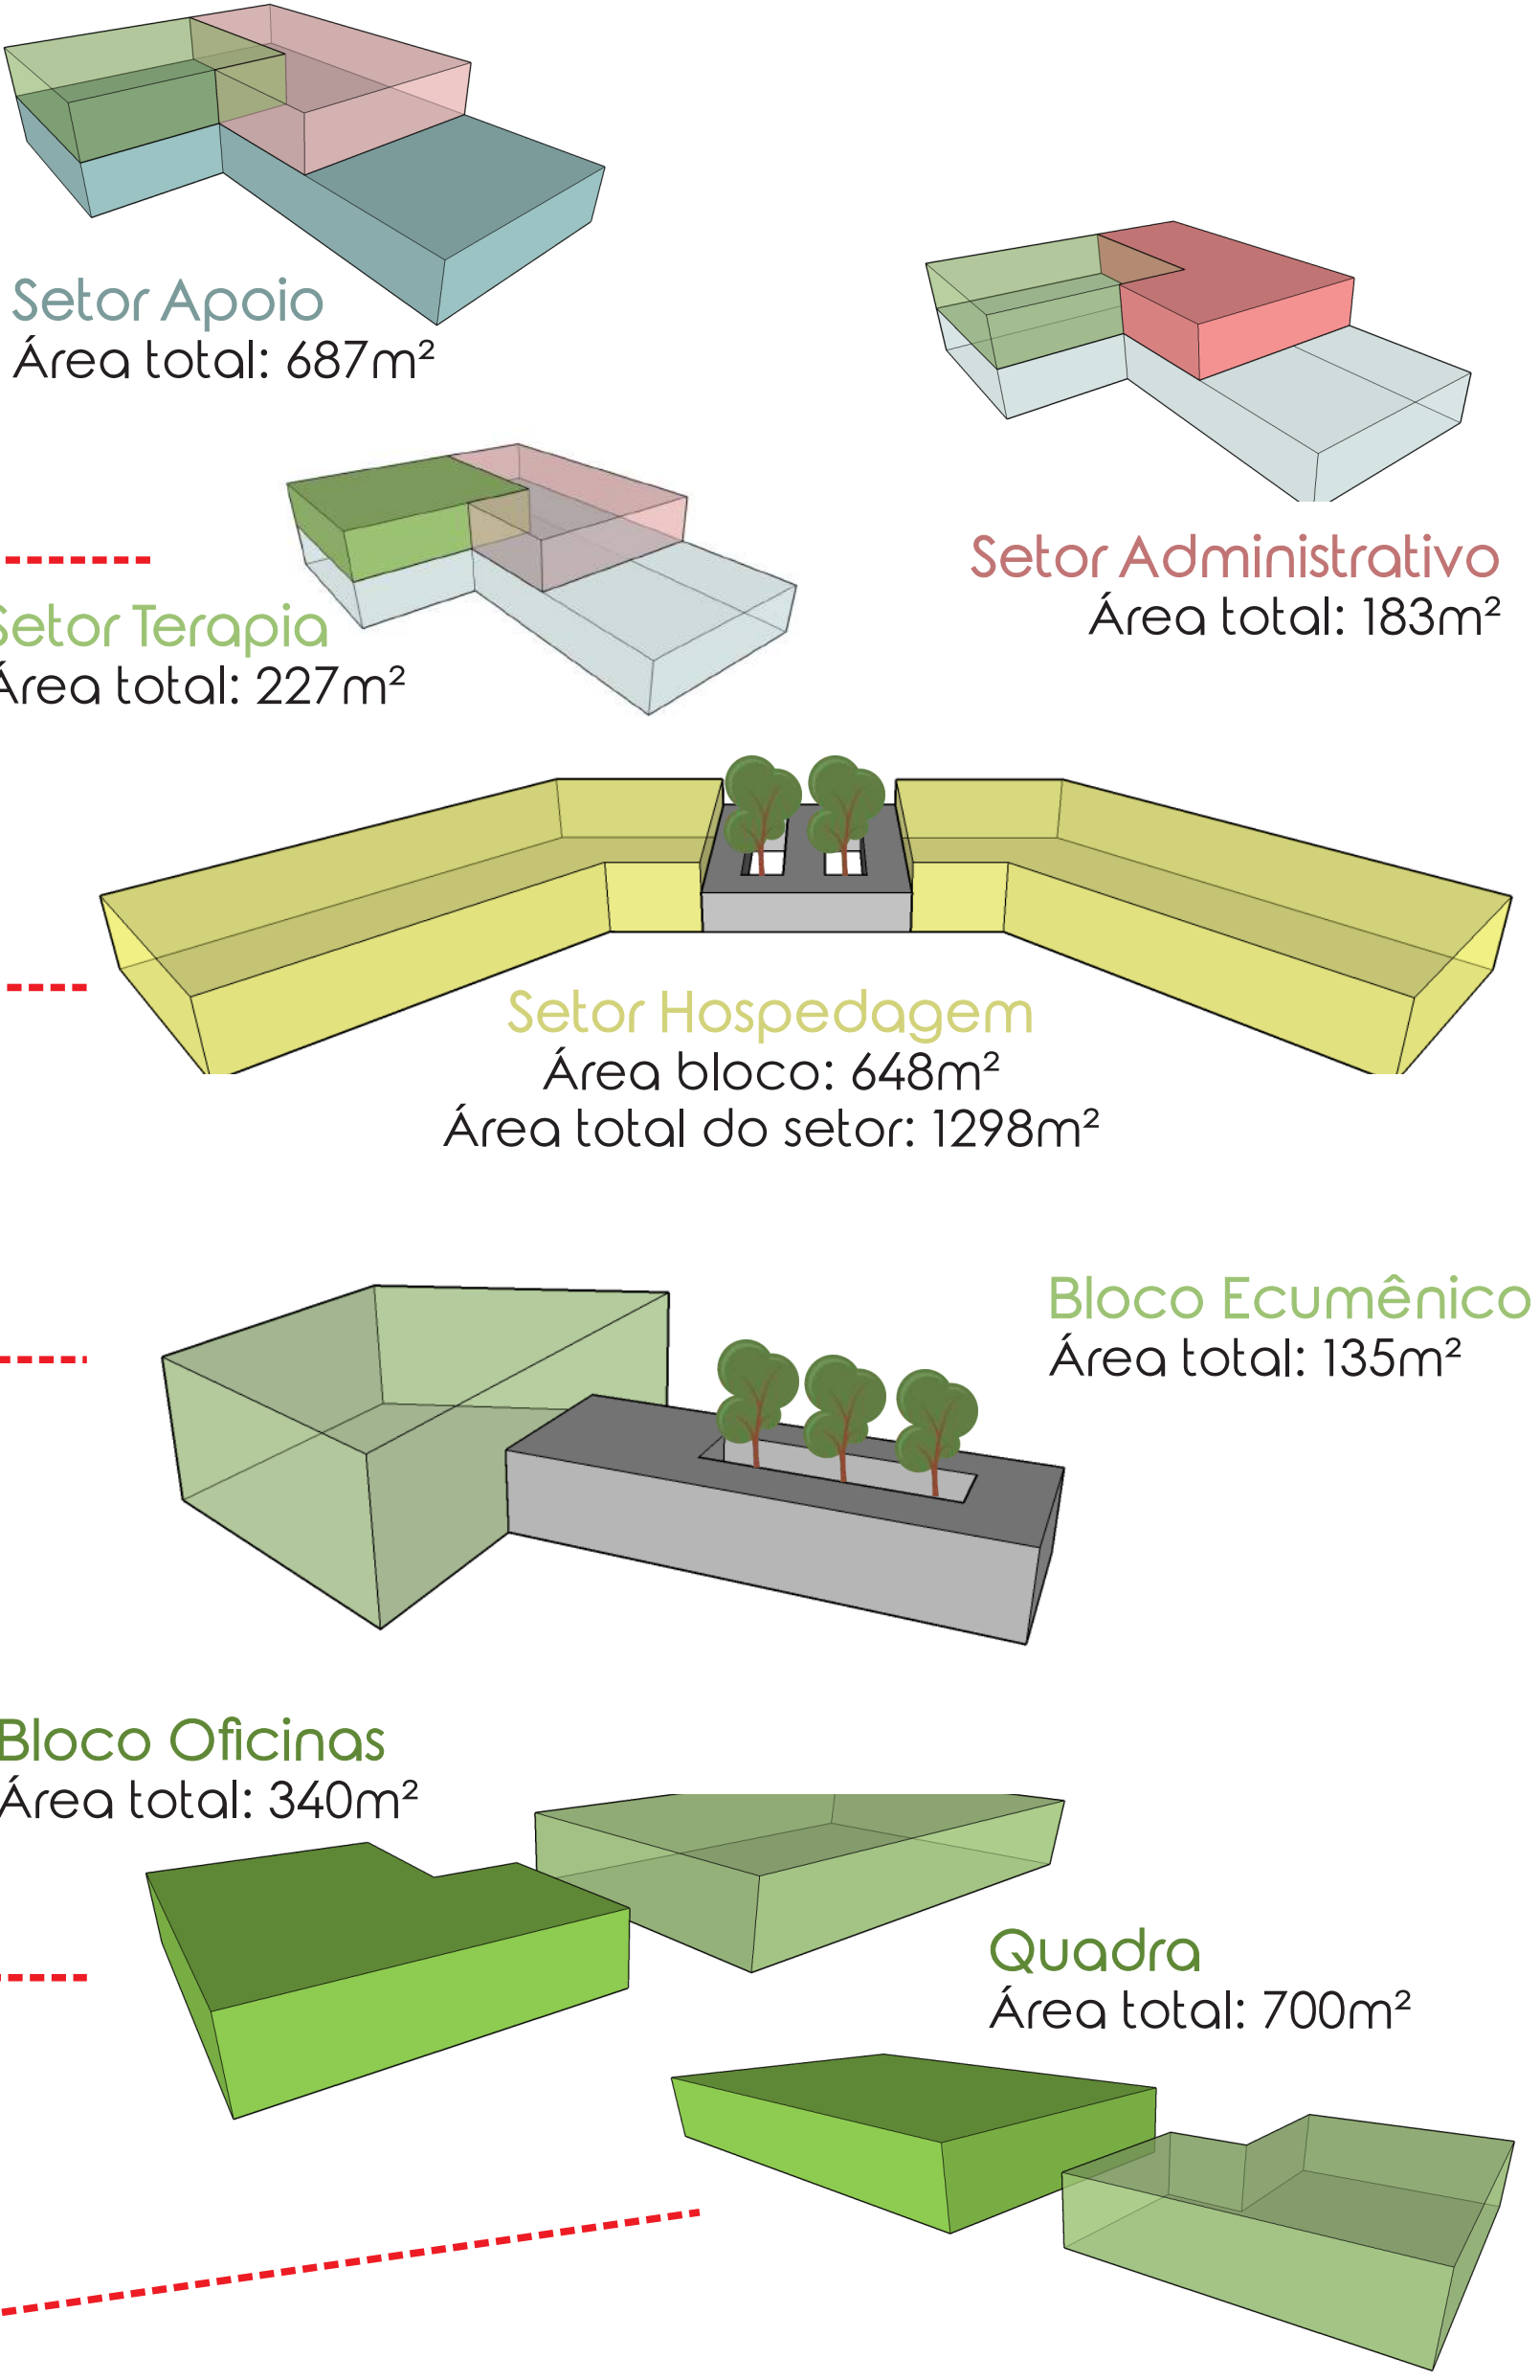 Setor Apoio
Área total: 687m²
Setor Administrativo
Área total: 183m²
Setor Terapia
Área total: 227m²
Setor Hospedagem
Área bloco: 648m²
Área total do setor: 1298m²
Bloco Ecumênico
Área total: 135m²
Bloco Oficinas
Área total: 340m²
Quadra
Área total: 700m²